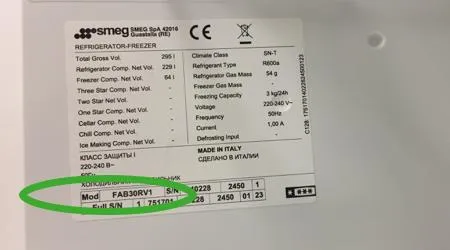 smeg SMEG SpA 42016
Guastalla (RE)
CE
REFRIGERATOR-FREEZER
Total Gross Vol. 295 l
Refrigerator Comp. Net Vol. 229 l
Freezer Comp. Net Vol. 64 l
Three Star Comp. Net Vol. -
Two Star Net Vol. -
One Star Comp. Net Vol. -
Cellar Comp. Net Vol. -
Chill Comp. Net Vol. -
Ice Making Comp. Net Vol. -
Climate Class SN-T
Refrigerant Type R600a
Refrigerator Gas Mass 54 g
Refrigerator Gas Mass -
Freezing Capacity 3 kg/24h
Voltage 220-240 V~
Frequency 50Hz
Current 1,00 A
Defrosting Input -
КЛАСС ЗАЩИТЫ I
220-240 В~
50Гц
MADE IN ITALY
СДЕЛАНО В ИТАЛИИ
Mod FAB30RV1 S/N 2450 1
Full S/N 1 751701 2450 01 23